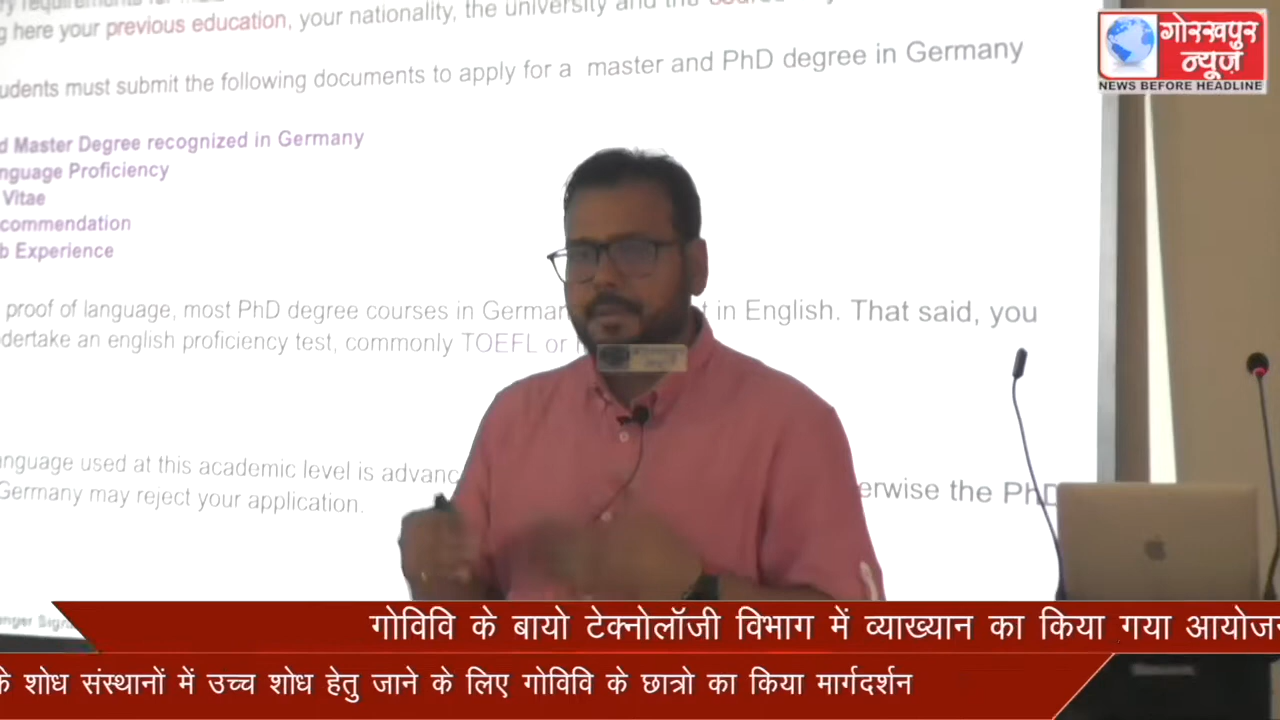 g here your previous education, your nationality, the university and the
udents must submit the following documents to apply for a master and PhD degree in Germany
d Master Degree recognized in Germany
nguage Proficiency
Vitae
commendation
b Experience
proof of language, most PhD degree courses in German
t in English. That said, you
dertake an english proficiency test, commonly TOEFL or
nguage used at this academic level is advanc
erwise the PhD
Germany may reject your application.
गोरखपुर
न्यूज़
NEWS BEFORE HEADLINE
गोविवि के बायो टेक्नोलॉजी विभाग में व्याख्यान का किया गया आयोजन
के शोध संस्थानों में उच्च शोध हेतु जाने के लिए गोविवि के छात्रो का किया मार्गदर्शन